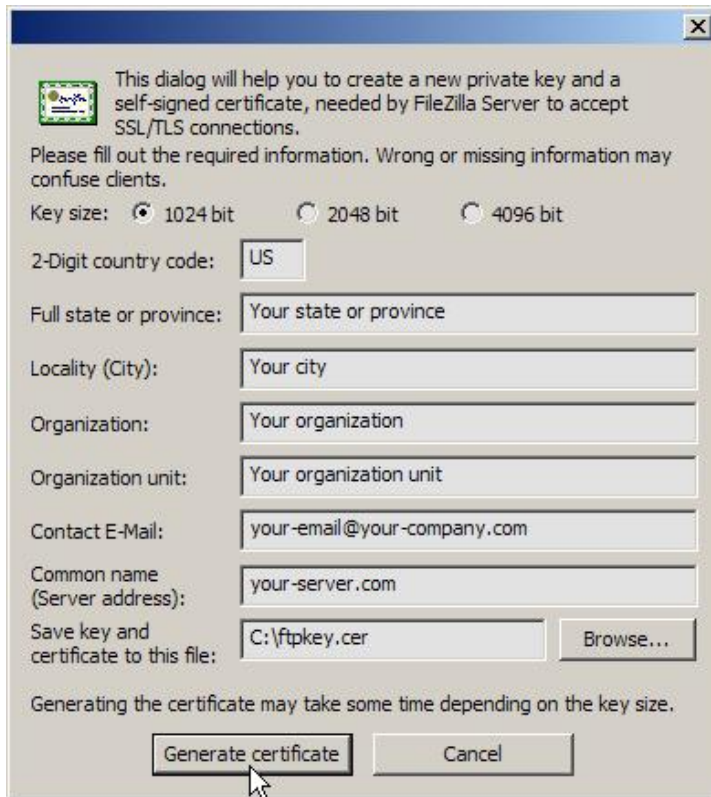 This dialog will help you to create a new private key and a
self-signed certificate, needed by FileZilla Server to accept
SSL/TLS connections.
Please fill out the required information. Wrong or missing information may
confuse clients.
Key size: 1024 bit 2048 bit 4096 bit
2-Digit country code: US
Full state or province: Your state or province
Locality (City): Your city
Organization: Your organization
Organization unit: Your organization unit
Contact E-Mail: your-email@your-company.com
Common name
(Server address): your-server.com
Save key and
certificate to this file: C:\ftpkey.cer Browse...
Generating the certificate may take some time depending on the key size.
Generate certificate Cancel